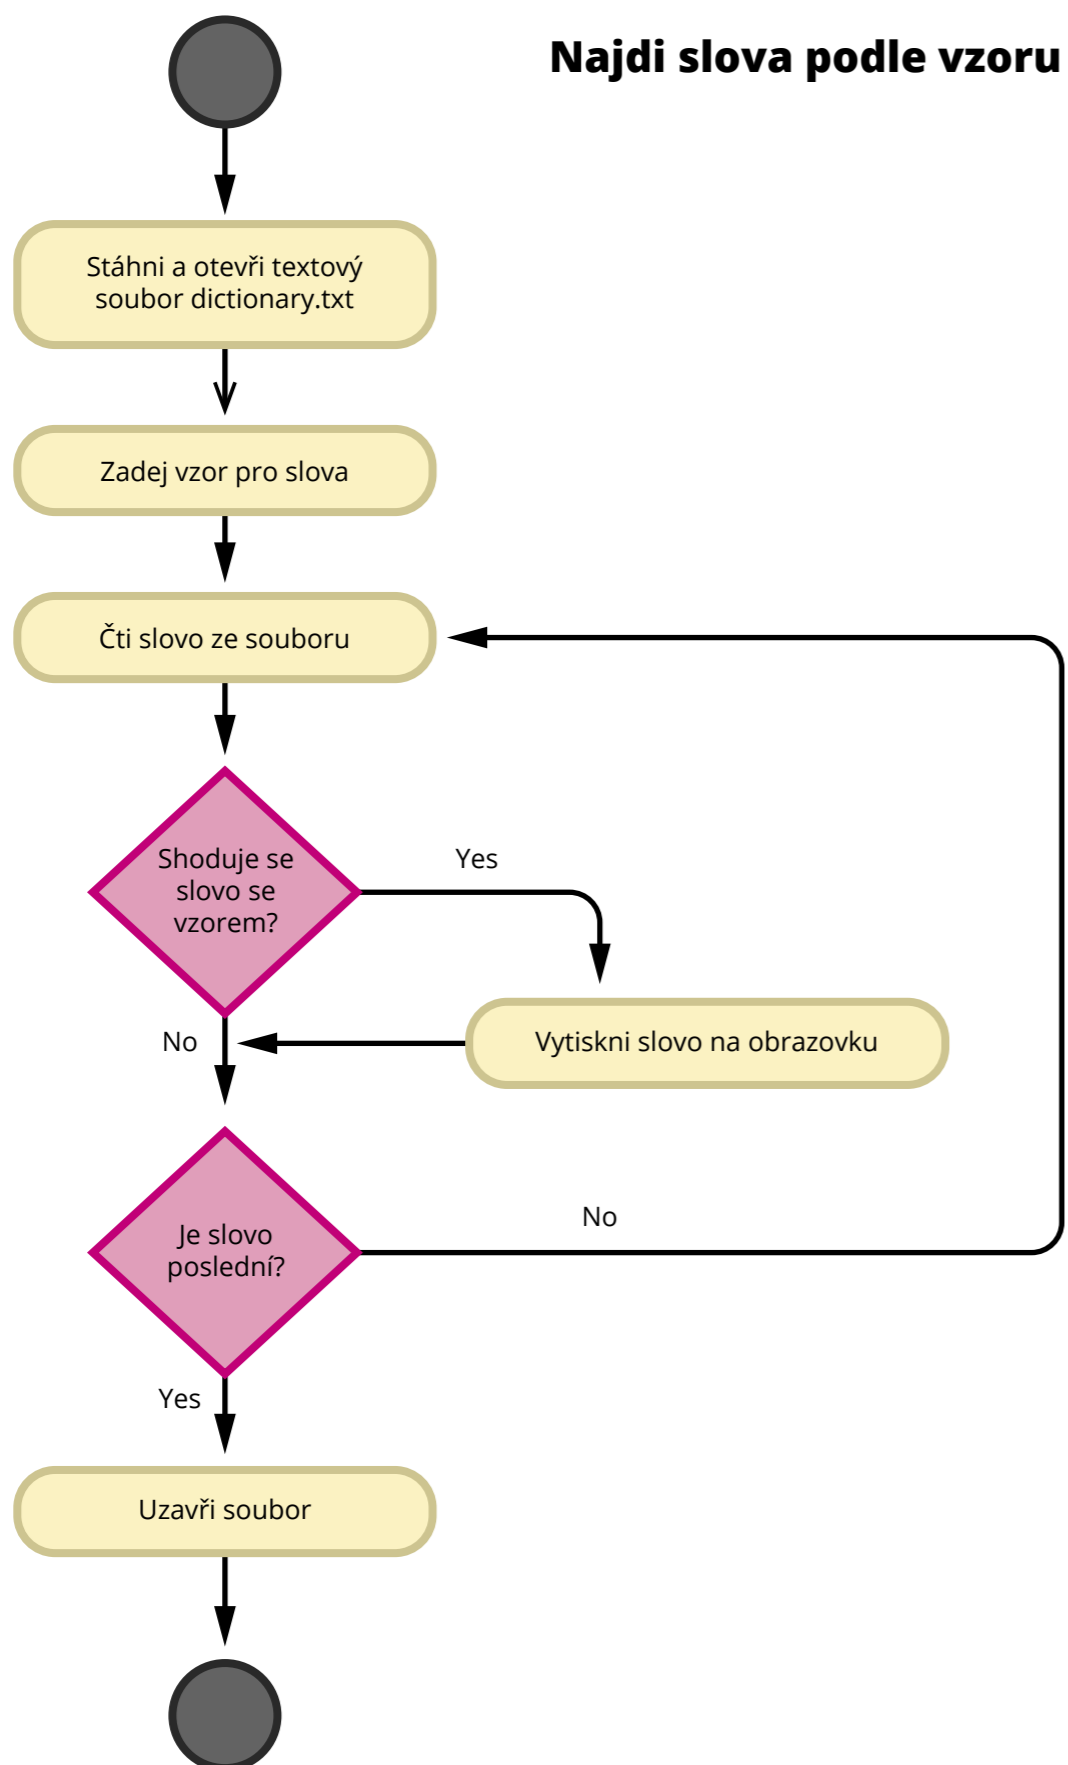 Najdi slova podle vzoru
Stáhni a otevři textový
soubor dictionary.txt
Zadej vzor pro slova
Čti slovo ze souboru
Shoduje se
slovo se
vzorem?
Yes
No
Vytiskni slovo na obrazovku
Je slovo
poslední?
No
Yes
Uzavři soubor